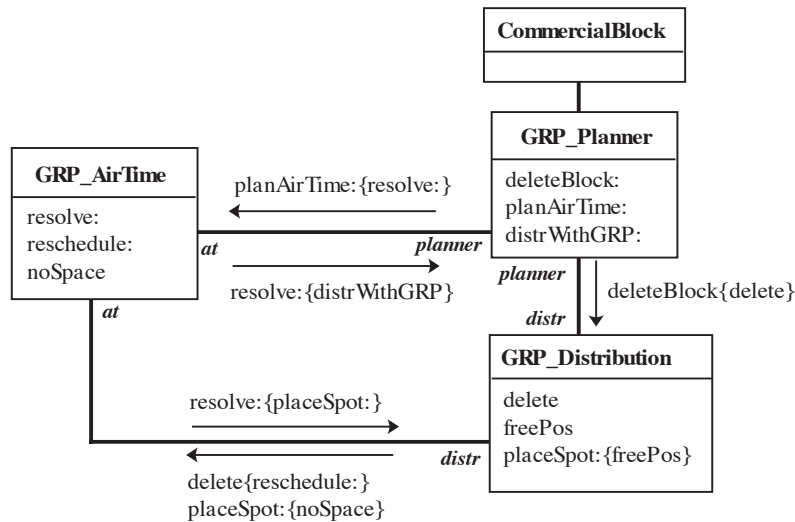 CommercialBlock
GRP_Planner
deleteBlock:
planAirTime:
distrWithGRP:
GRP_AirTime
resolve:
reschedule:
noSpace
planAirTime:{resolve:}
at
planner
resolve:{distrWithGRP}
planner
deleteBlock{delete}
distr
at
GRP_Distribution
delete
freePos
placeSpot:{freePos}
resolve:{placeSpot:}
distr
delete{reschedule:}
placeSpot:{noSpace}